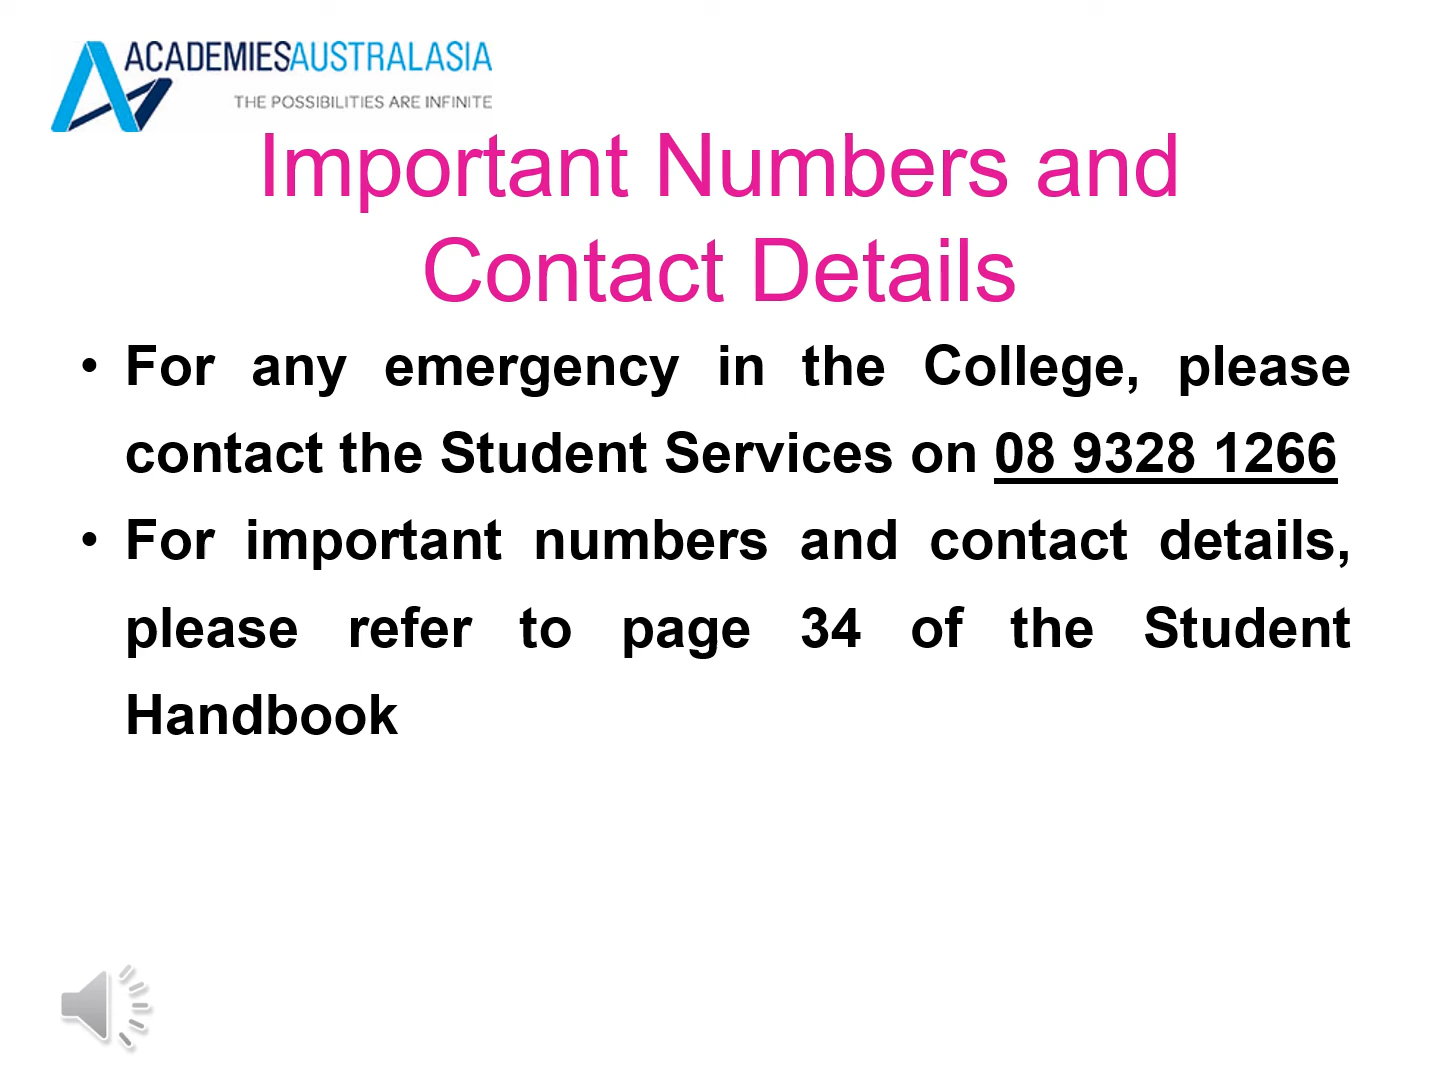 ACADEMIESAUSTRALASIA
THE POSSIBILITIES ARE INFINITE
Important Numbers and
Contact Details
• For any emergency in the College, please
contact the Student Services on 08 9328 1266
• For important numbers and contact details,
please refer to page 34 of the Student
Handbook